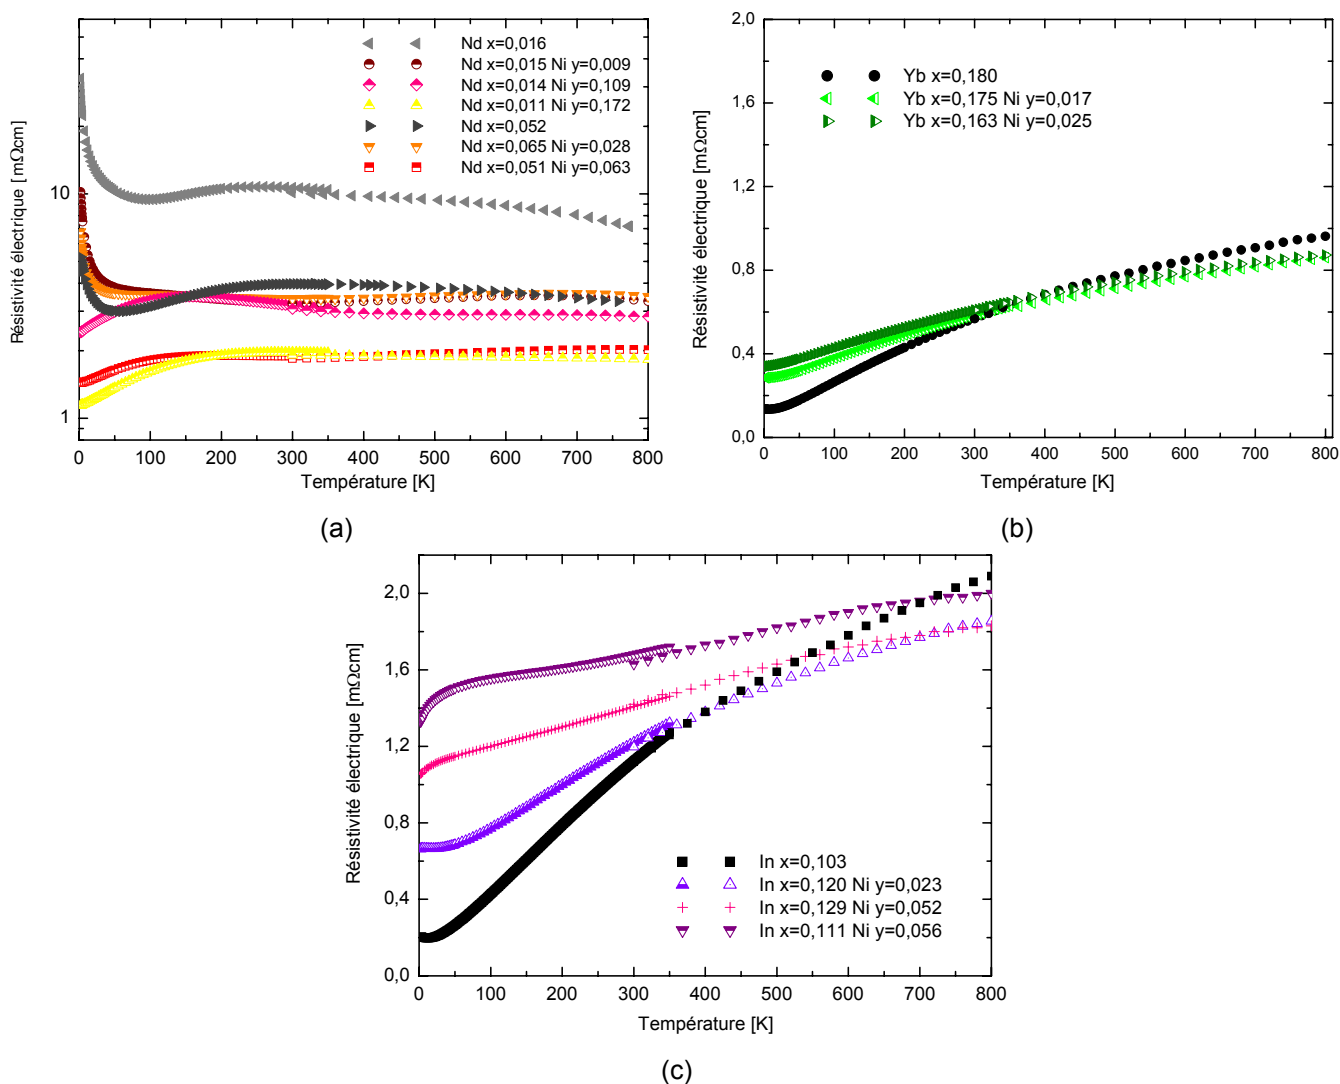 Nd x=0,016
Nd x=0,015 Ni y=0,009
Nd x=0,014 Ni y=0,109
Nd x=0,011 Ni y=0,172
Nd x=0,052
Nd x=0,065 Ni y=0,028
Nd x=0,051 Ni y=0,063
Résistivité électrique [mΩcm]
10
1
0 100 200 300 400 500 600 700 800
Température [K]
(a)
Yb x=0,180
Yb x=0,175 Ni y=0,017
Yb x=0,163 Ni y=0,025
Résistivité électrique [mΩcm]
2,0
1,6
1,2
0,8
0,4
0,0
0 100 200 300 400 500 600 700 800
Température [K]
(b)
Résistivité électrique [mΩcm]
2,0
1,6
1,2
0,8
0,4
0,0
In x=0,103
In x=0,120 Ni y=0,023
In x=0,129 Ni y=0,052
In x=0,111 Ni y=0,056
0 100 200 300 400 500 600 700 800
Température [K]
(c)